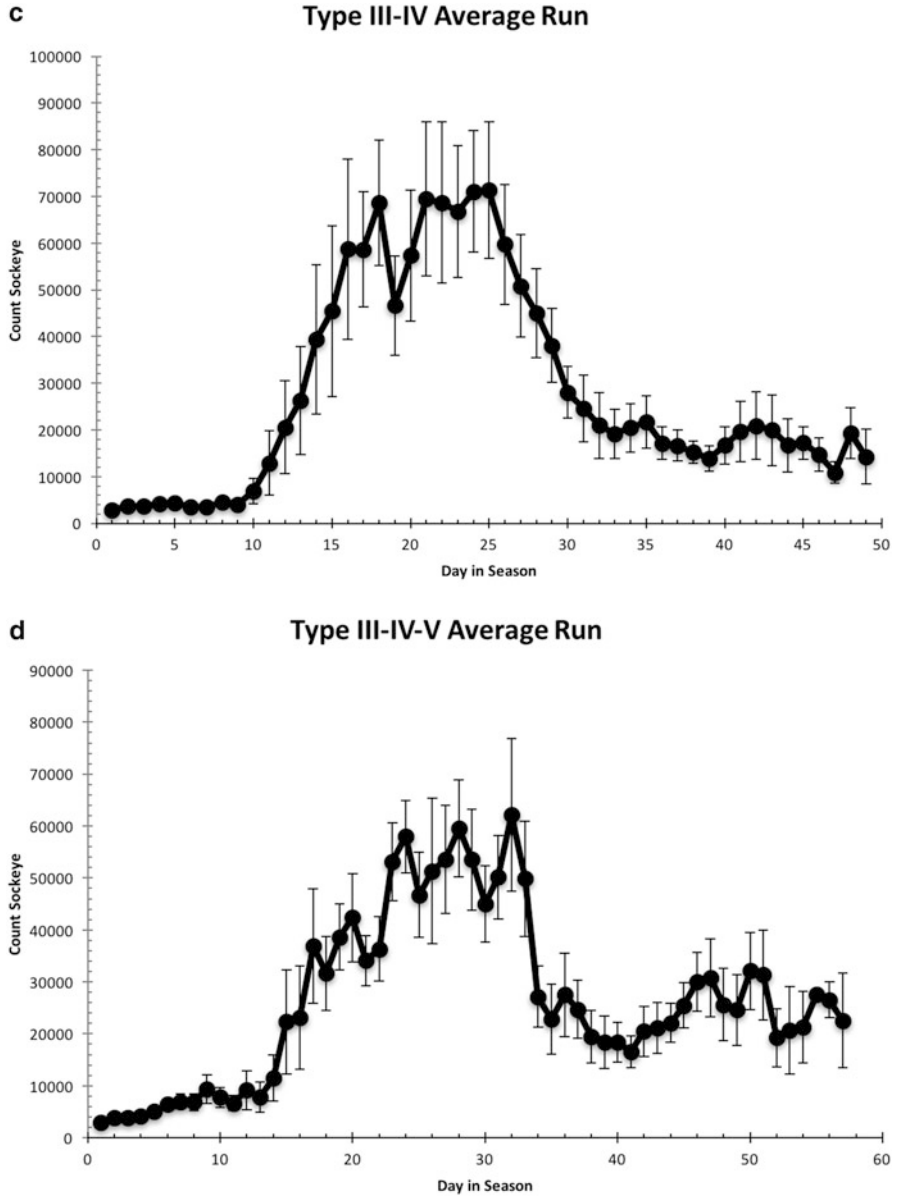 c
Type III-IV Average Run
100000
90000
80000
70000
60000
50000
40000
30000
20000
10000
0
Count Sockeye
0 5 10 15 20 25 30 35 40 45 50
Day in Season
d
Type III-IV-V Average Run
90000
80000
70000
60000
50000
40000
30000
20000
10000
0
Count Sockeye
0 10 20 30 40 50 60
Day in Season